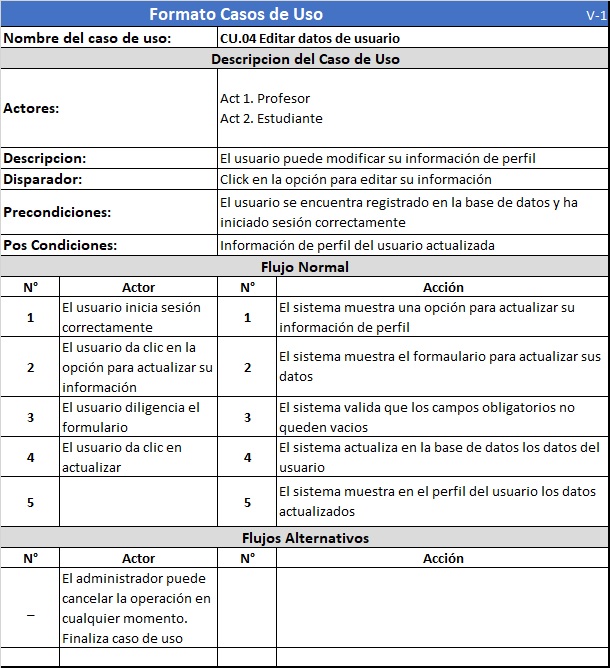 Formato Casos de Uso V-1
Nombre del caso de uso: CU.04 Editar datos de usuario
Descripcion del Caso de Uso
Actores:
Act 1. Profesor
Act 2. Estudiante
Descripcion: El usuario puede modificar su información de perfil
Disparador: Click en la opción para editar su información
Precondiciones:
El usuario se encuentra registrado en la base de datos y ha
iniciado sesión correctamente
Pos Condiciones: Información de perfil del usuario actualizada
Flujo Normal
N° Actor N° Acción
1
El usuario inicia sesión
correctamente
1
El sistema muestra una opción para actualizar su
información de perfil
2
El usuario da clic en la
opción para actualizar su
información
2
El sistema muestra el formaulario para actualizar sus
datos
3
El usuario diligencia el
formulario
3
El sistema valida que los campos obligatorios no
queden vacios
4
El usuario da clic en
actualizar
4
El sistema actualiza en la base de datos los datos del
usuario
5
5
El sistema muestra en el perfil del usuario los datos
actualizados
Flujos Alternativos
N° Actor N° Acción
_
El administrador puede
cancelar la operación en
cualquier momento.
Finaliza caso de uso